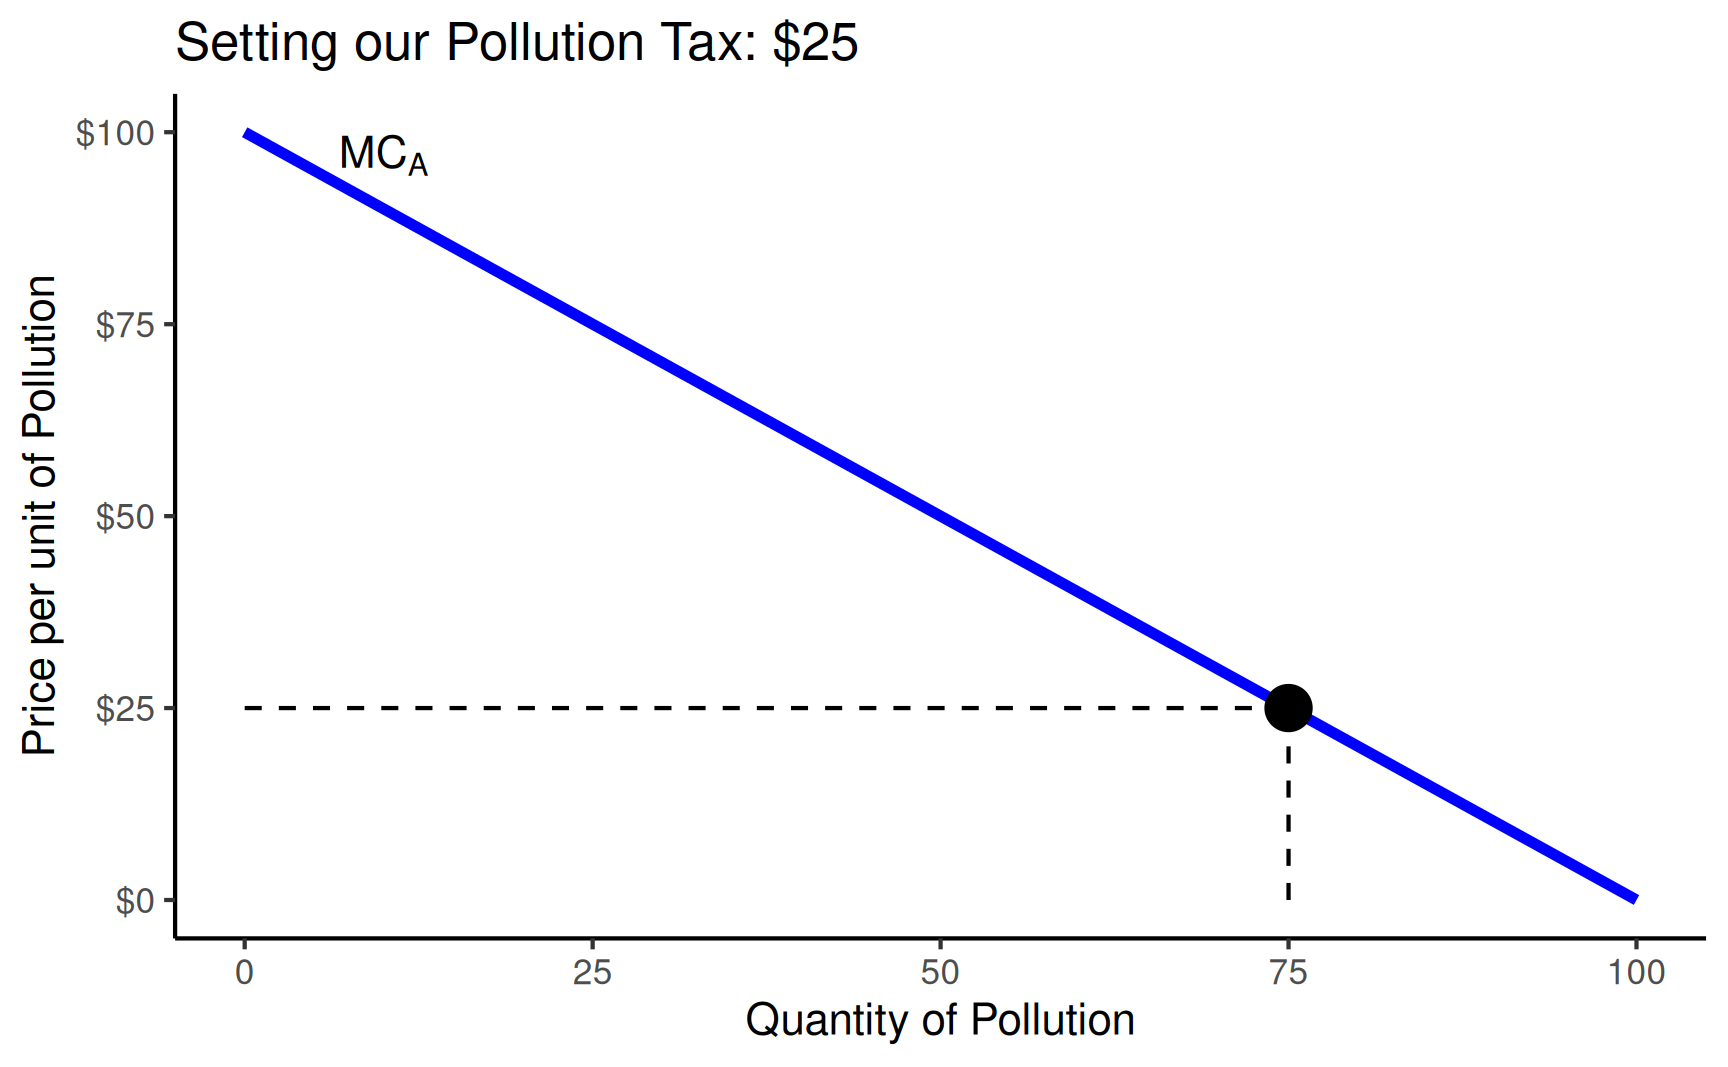 Setting our Pollution Tax: $25
$100
MCA
$75
$50
$25
$0
Price per unit of Pollution
0 25 50 75 100
Quantity of Pollution